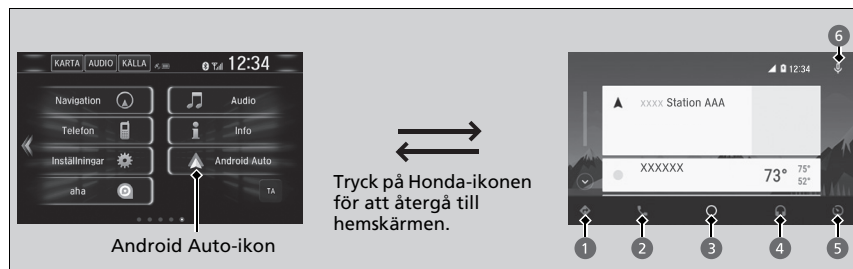 KARTA AUDIO KÄLLA 12:34
Navigation Audio
Telefon Info
Inställningar Android Auto
aha TA
Android Auto-ikon
Tryck på Honda-ikonen
för att återgå till
hemskärmen.
6
12:34
xxxx Station AAA
XXXXXX 73° 75°
52°
1 2 3 4 5